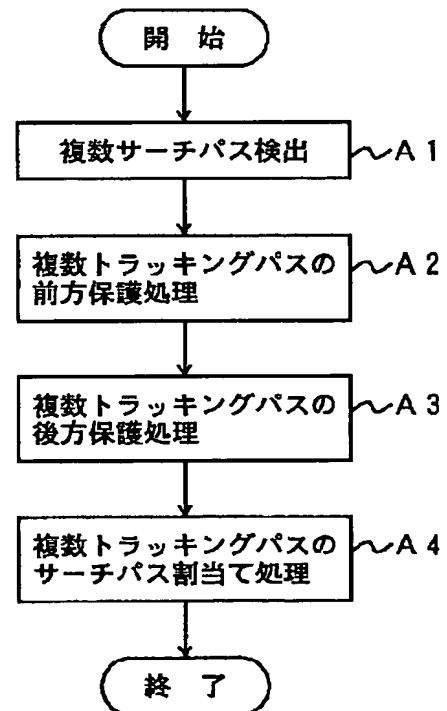 開 始
複数サーチパス検出
A 1
複数トラッキングパスの
前方保護処理
A 2
複数トラッキングパスの
後方保護処理
A 3
複数トラッキングパスの
サーチパス割当て処理
A 4
終 了